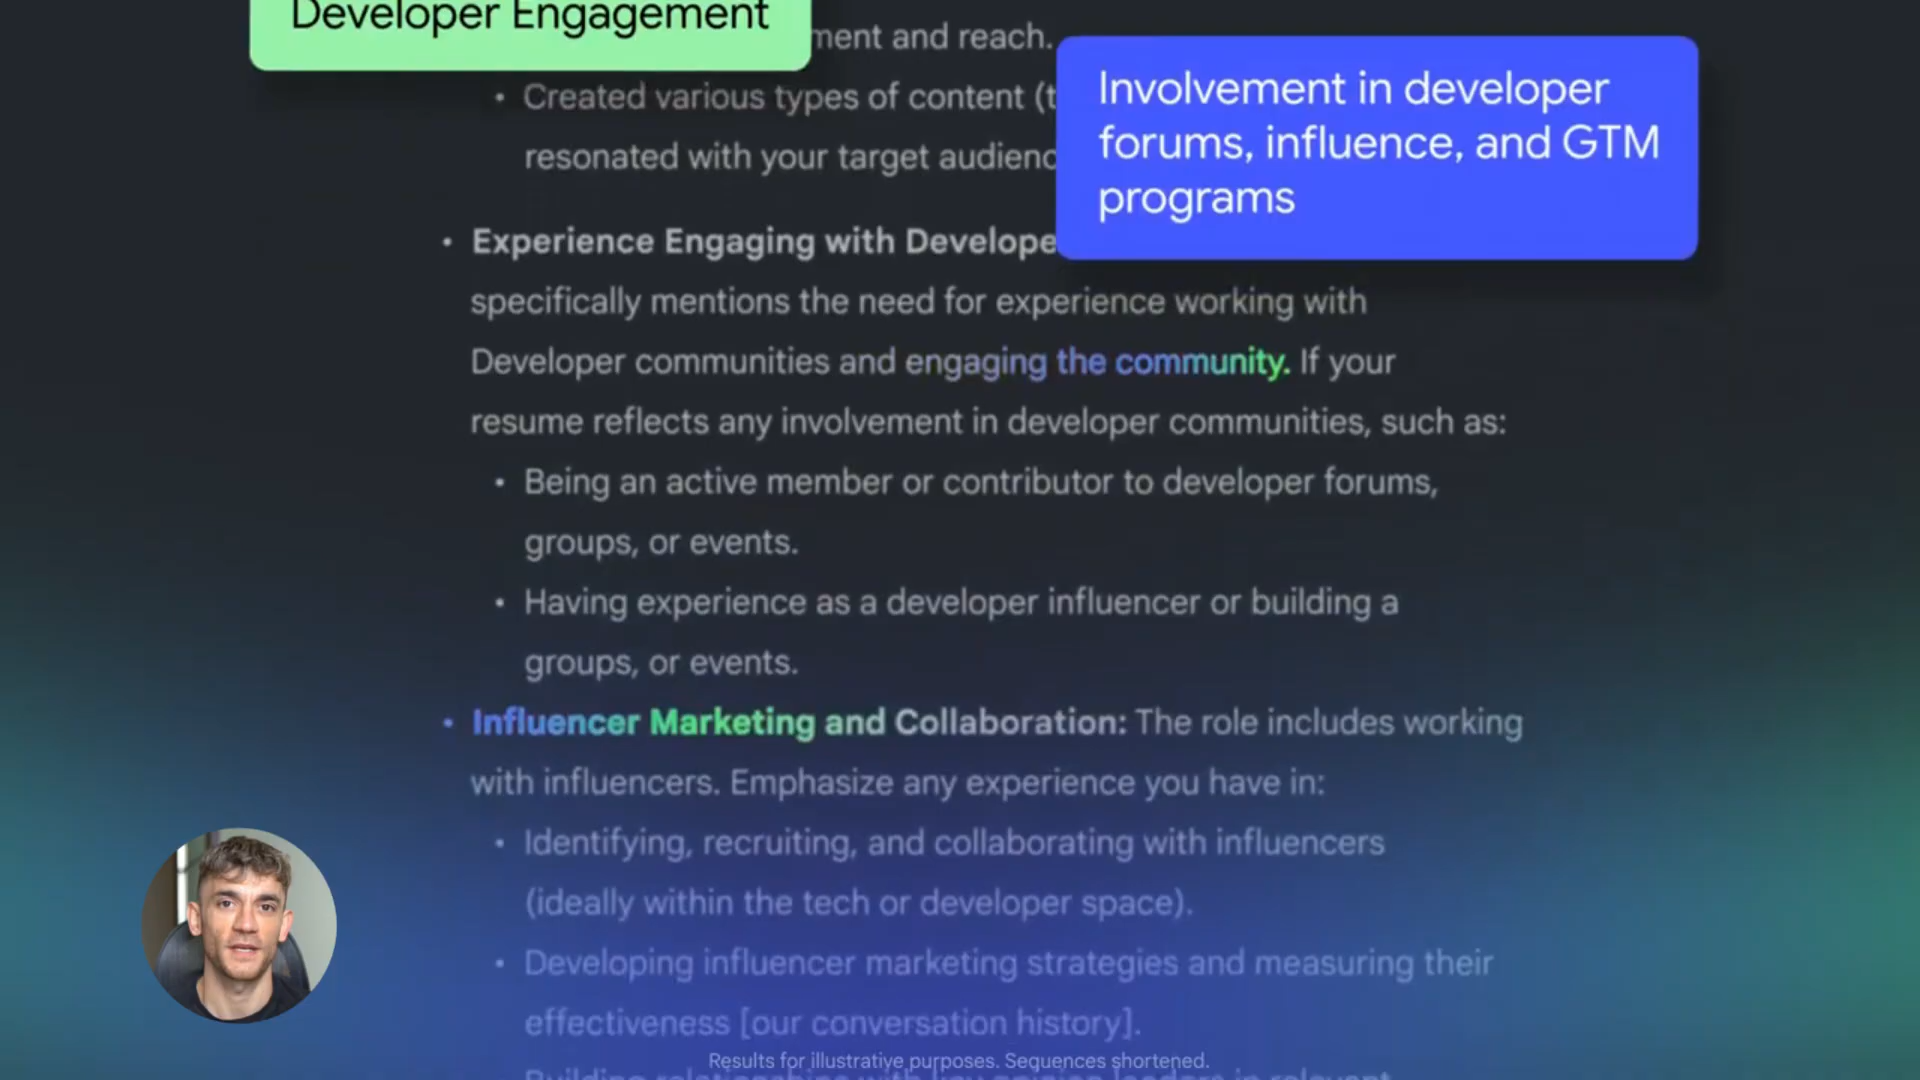 Developer Engagement
ment and reach.
Involvement in developer
forums, influence, and GTM
programs
• Created various types of content (t
resonated with your target audienc
• Experience Engaging with Develope
specifically mentions the need for experience working with
Developer communities and engaging the community. If your
resume reflects any involvement in developer communities, such as:
• Being an active member or contributor to developer forums,
groups, or events.
• Having experience as a developer influencer or building a
groups, or events.
• Influencer Marketing and Collaboration: The role includes working
with influencers. Emphasize any experience you have in:
• Identifying, recruiting, and collaborating with influencers
(ideally within the tech or developer space).
• Developing influencer marketing strategies and measuring their
effectiveness [our conversation history].
Results for illustrative purposes. Sequences shortened.